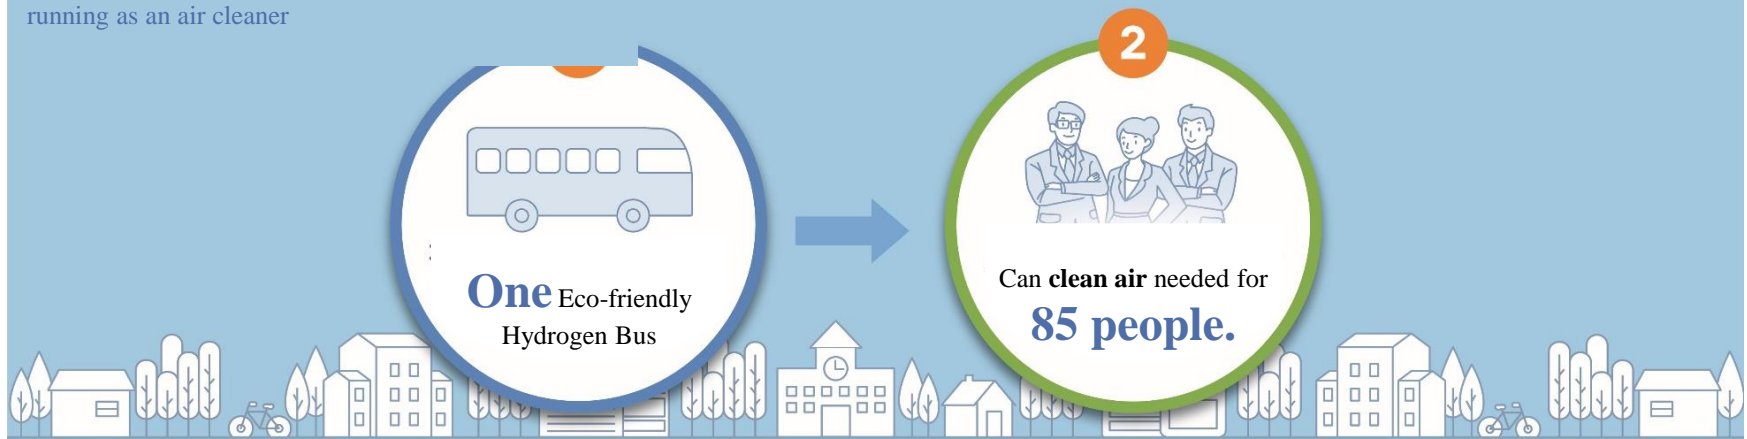 running as an air cleaner
2
One Eco-friendly
Hydrogen Bus
Can clean air needed for
85 people.